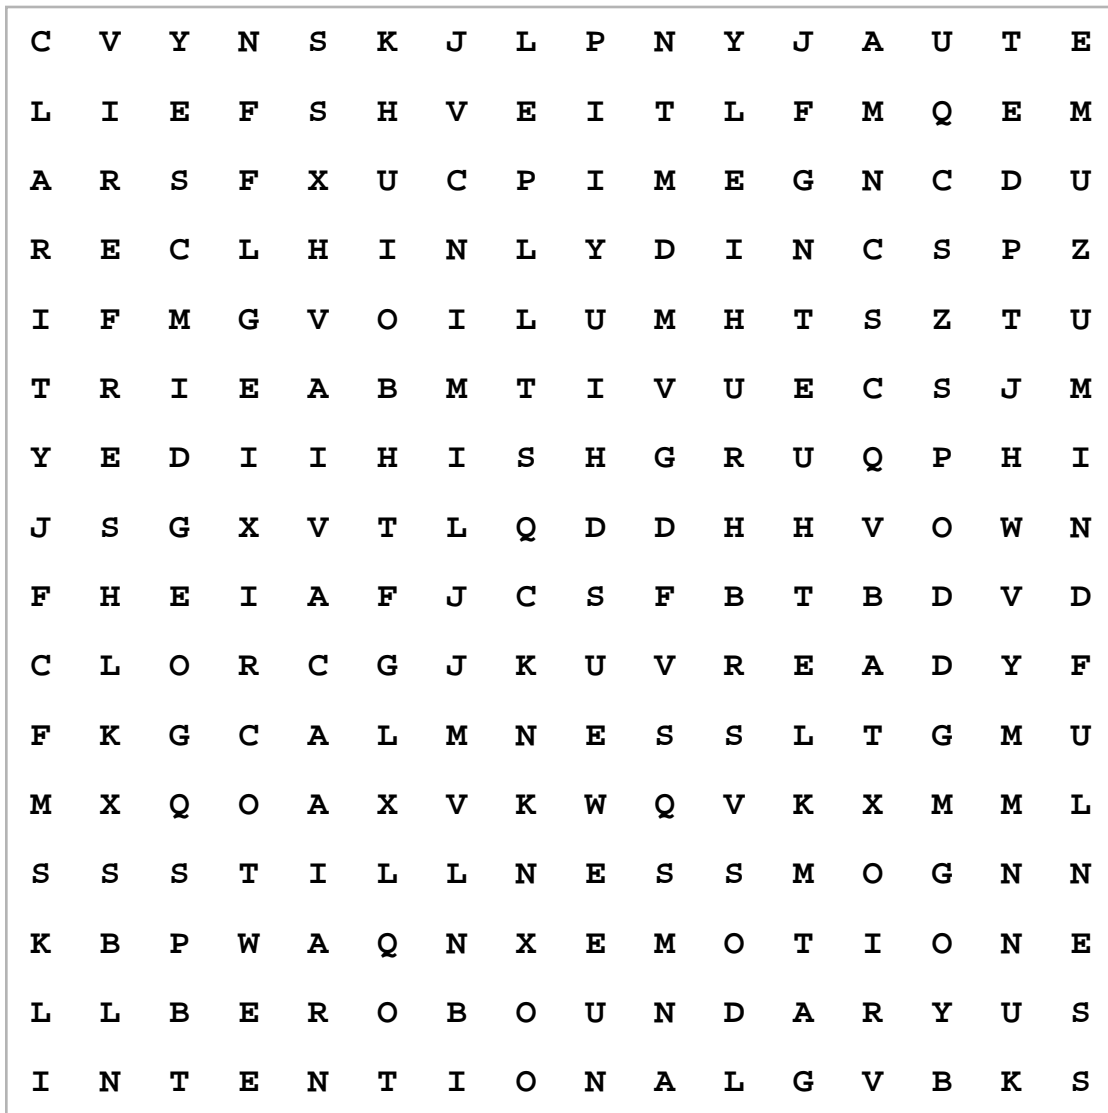 C V Y N S K J L P N Y J A U T E
L I E F S H V E I T L F M Q E M
A R S F X U C P I M E G N C D U
R E C L H I N L Y D I N C S P Z
I F M G V O I L U M H T S Z T U
T R I E A B M T I V U E C S J M
Y E D I I H I S H G R U Q P H I
J S G X V T L Q D D H H V O W N
F H E I A F J C S F B T B D V D
C L O R C G J K U V R E A D Y F
F K G C A L M N E S S L T G M U
M X Q O A X V K W Q V K X M M L
S S S T I L L N E S S M O G N N
K B P W A Q N X E M O T I O N E
L L B E R O B O U N D A R Y U S
I N T E N T I O N A L G V B K S